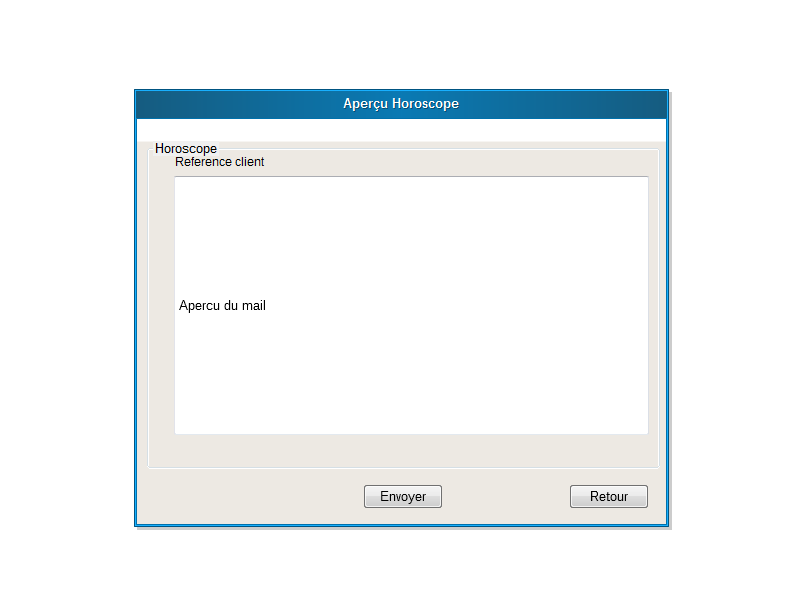 Aperçu Horoscope
Horoscope
Reference client
Apercu du mail
Envoyer
Retour